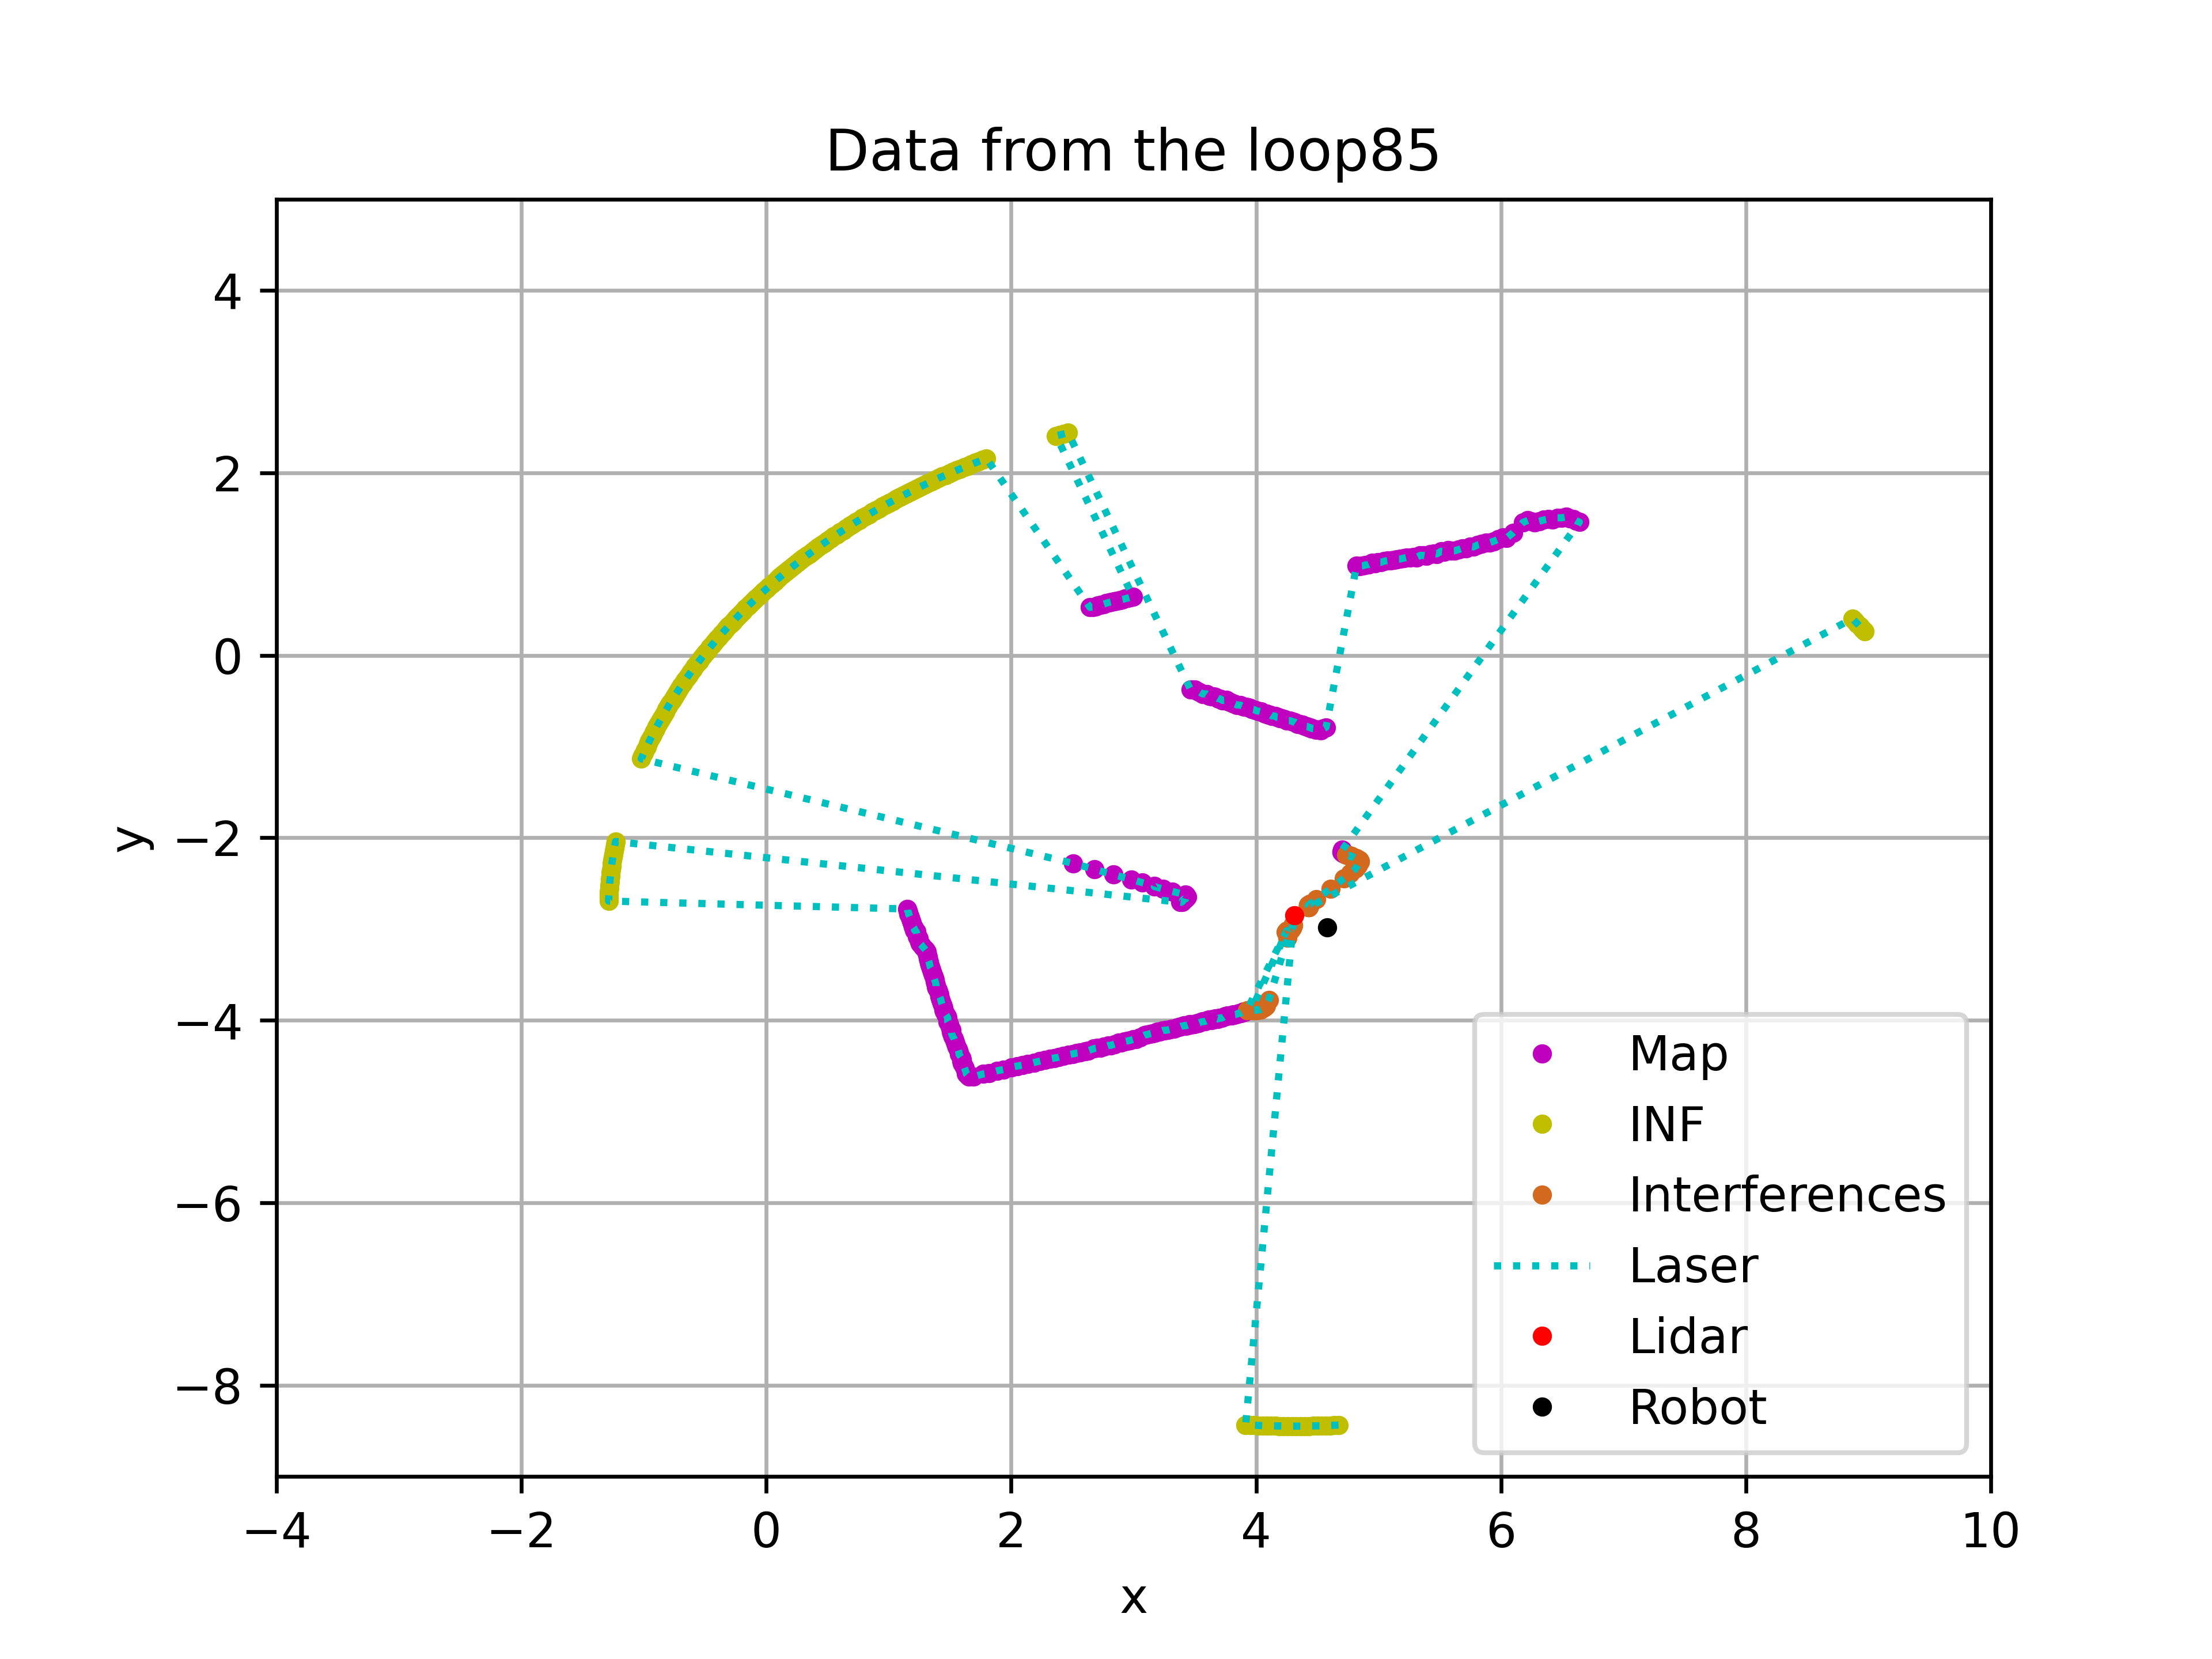 Data from the loop85
4
2
0
−2
−4
−6
−8
y
−4 −2 0 2 4 6 8 10
x
Map
INF
Interferences
Laser
Lidar
Robot